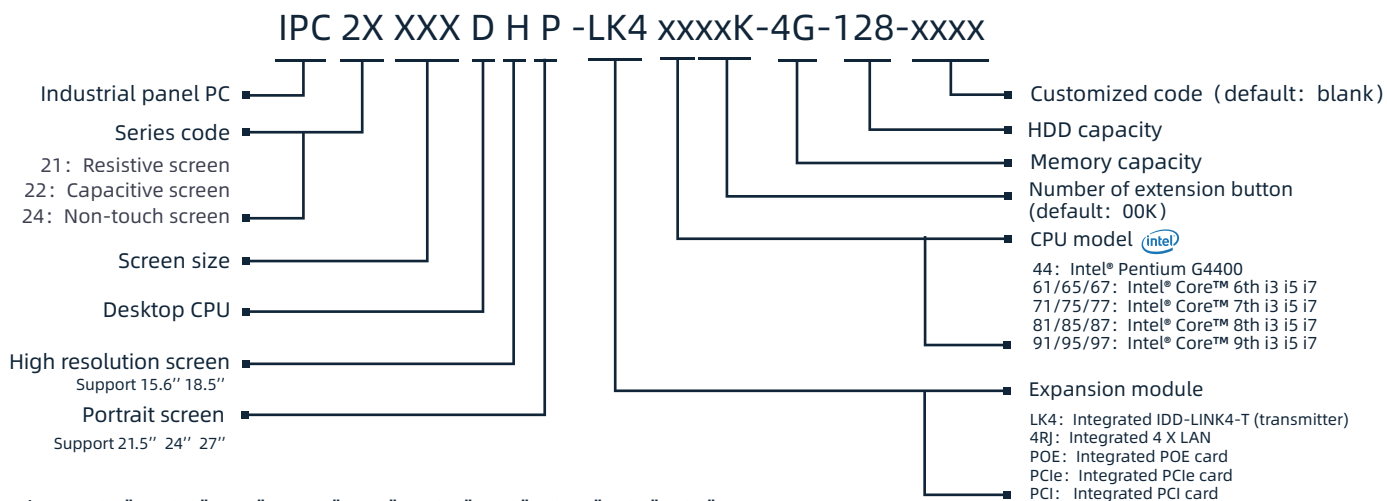 IPC 2X XXX D H P -LK4 xxxxK-4G-128-xxxx
Industrial panel PC
Series code
21: Resistive screen
22: Capacitive screen
24: Non-touch screen
Screen size
Desktop CPU
High resolution screen
Support 15.6’’ 18.5’’
Portrait screen
Support 21.5’’ 24’’ 27’’
Customized code (default: blank)
HDD capacity
Memory capacity
Number of extension button
(default: 00K)
CPU model intel
44: Intel® Pentium G4400
61/65/67: Intel® Core™ 6th i3 i5 i7
71/75/77: Intel® Core™ 7th i3 i5 i7
81/85/87: Intel® Core™ 8th i3 i5 i7
91/95/97: Intel® Core™ 9th i3 i5 i7
Expansion module
LK4: Integrated IDD-LINK4-T (transmitter)
4RJ: Integrated 4 X LAN
POE: Integrated POE card
PCIe: Integrated PCIe card
PCI: Integrated PCI card